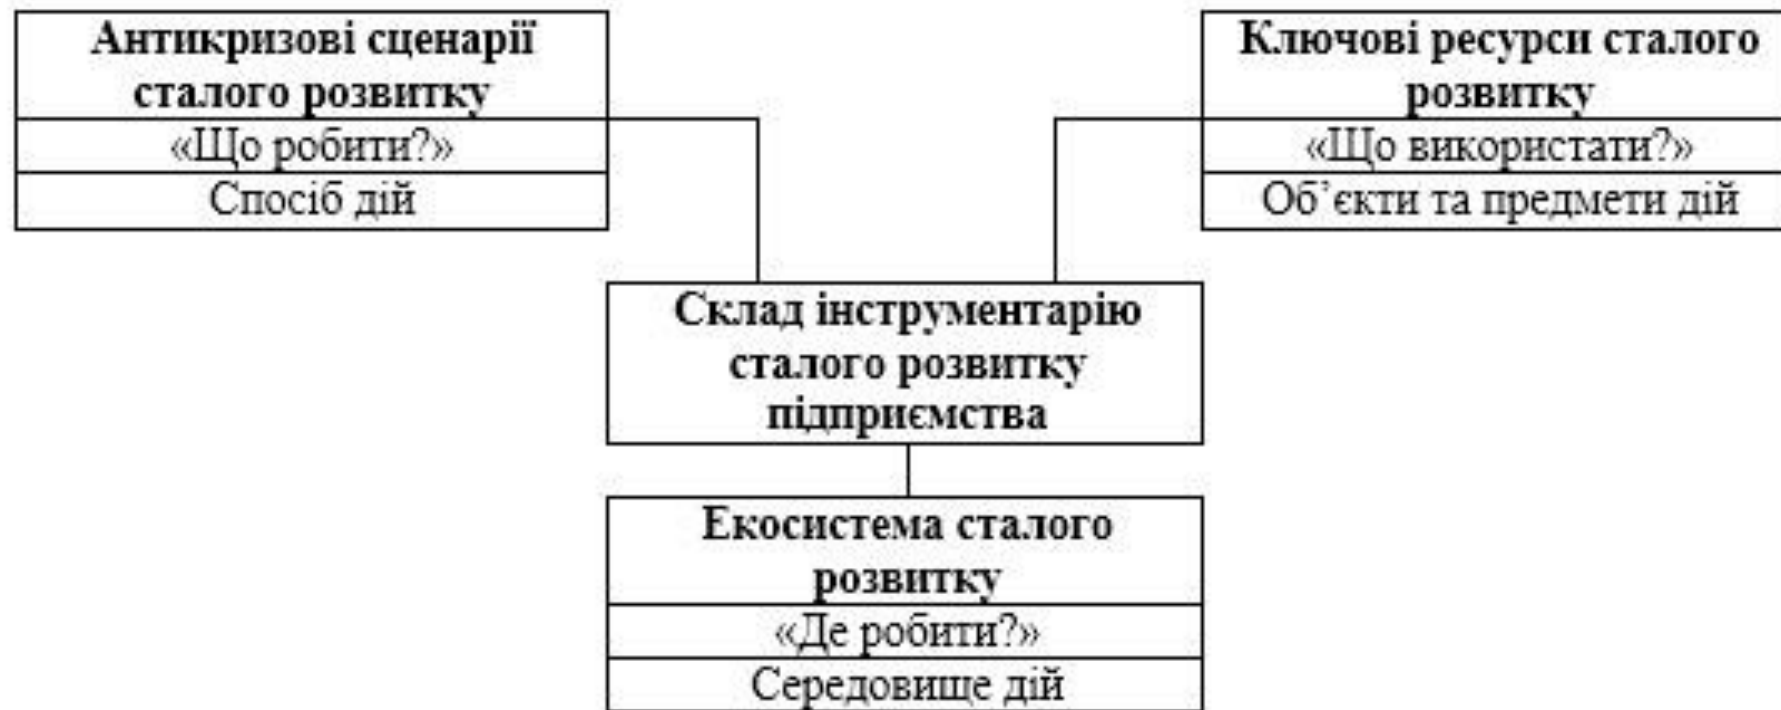 Антикризові сценарії
сталого розвитку
«Що робити?»
Спосіб дій
Ключові ресурси сталого
розвитку
«Що використати?»
Об’єкти та предмети дій
Склад інструментарію
сталого розвитку
підприємства
Екосистема сталого
розвитку
«Де робити?»
Середовище дій